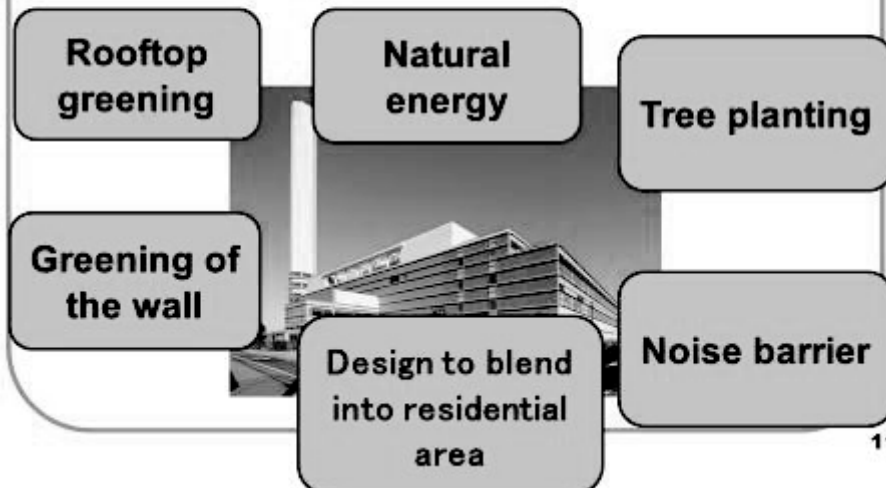 Rooftop
greening
Natural
energy
Tree planting
Greening of
the wall
Design to blend
into residential
area
Noise barrier